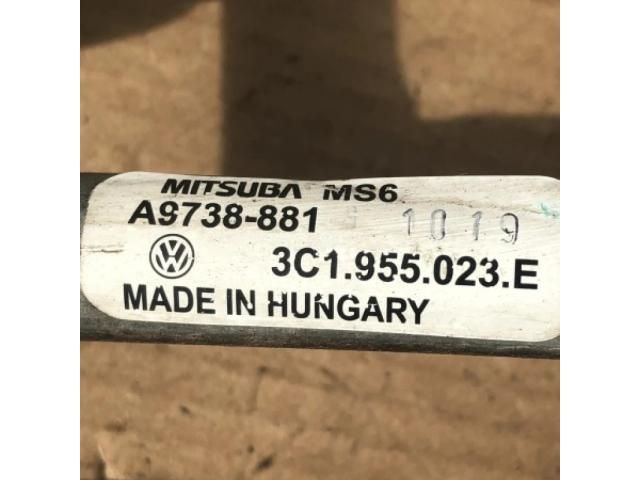 MITSUBA MS6
A9738-881 1019
3C1.955.023.E
MADE IN HUNGARY